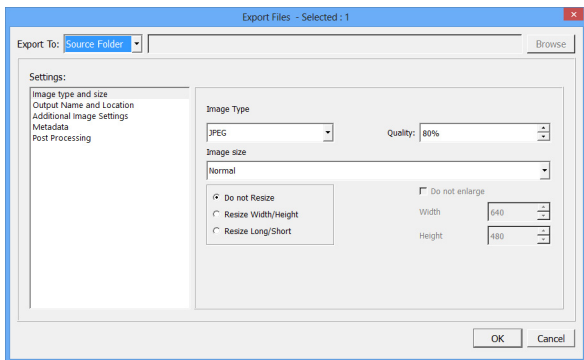 Export Files - Selected : 1
x
Export To: Source Folder Browse
Settings:
Image type and size
Output Name and Location
Additional Image Settings
Metadata
Post Processing
Image Type
JPEG Quality: 80%
Image size
Normal
Do not Resize
Resize Width/Height
Resize Long/Short
Do not enlarge
Width 640
Height 480
OK Cancel